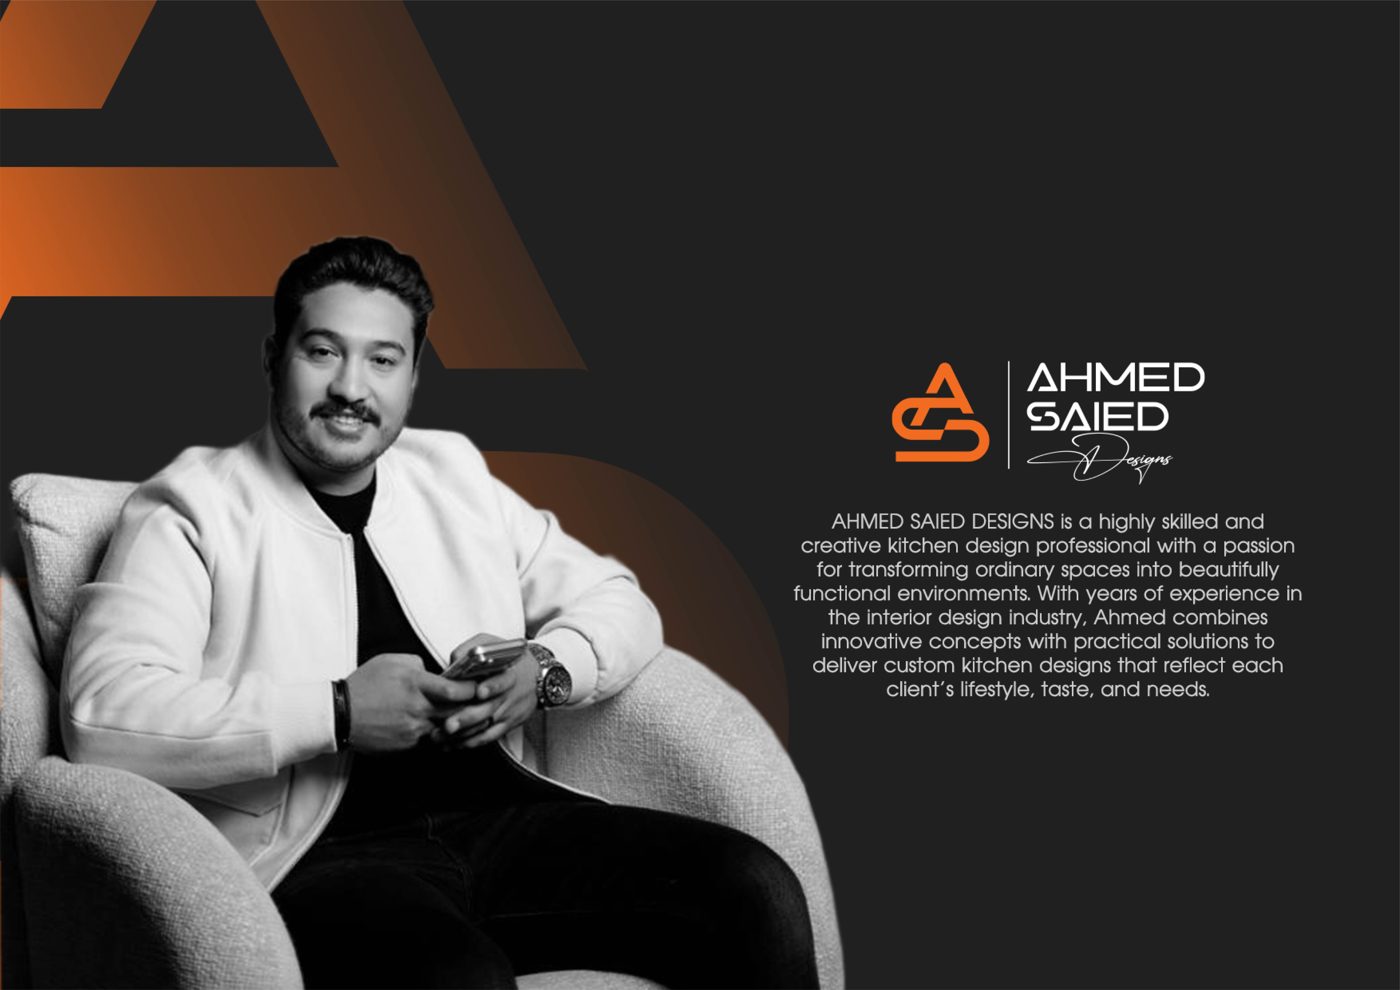 AHMED
SAIED
Designs
AHMED SAIED DESIGNS is a highly skilled and
creative kitchen design professional with a passion
for transforming ordinary spaces into beautifully
functional environments. With years of experience in
the interior design industry, Ahmed combines
innovative concepts with practical solutions to
deliver custom kitchen designs that reflect each
client’s lifestyle, taste, and needs.